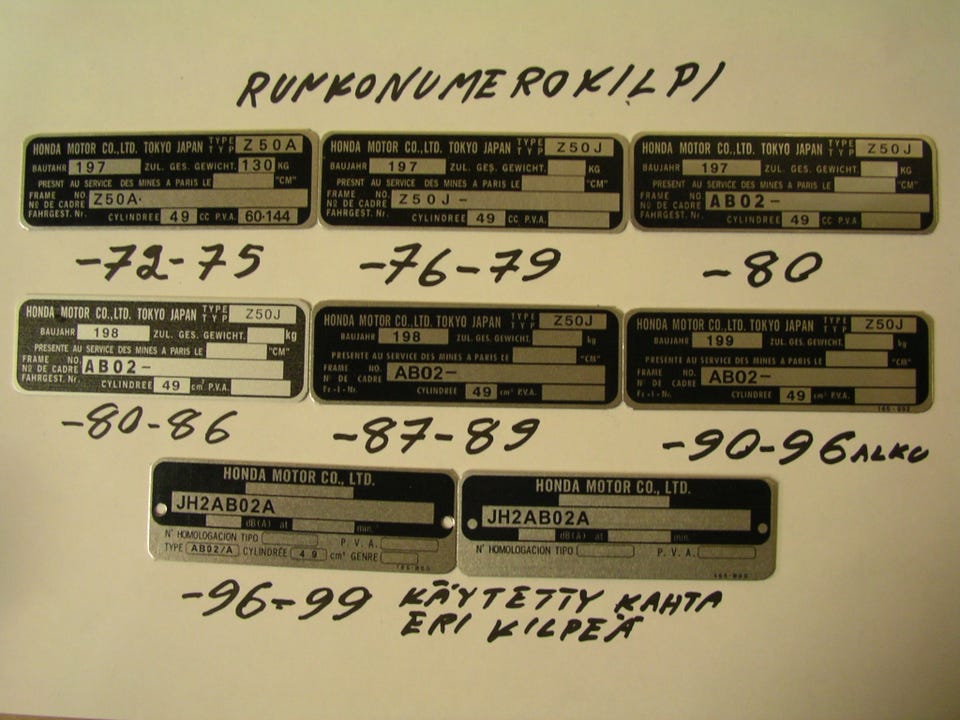 RUNKONUMEROKILPI
HONDA MOTOR CO.,LTD. TOKYO JAPAN TYPE TYP Z50A
BAUJAHR 197 ZUL. GES. GEWICHT. 130 KG
PRESNT AU SERVICE DES MINES A PARIS LE "CM"
FRAME NO
Nº DE CADRE Z50A·
FAHRGEST. Nr. CYLINDREE 49 CC P.V.A. 60·144
HONDA MOTOR CO.,LTD. TOKYO JAPAN TYPE TYP Z50J
BAUJAHR 197 ZUL. GES. GEWICHT. KG
PRESNT AU SERVICE DES MINES A PARIS LE "CM"
FRAME NO
Nº DE CADRE Z50J-
FAHRGEST. Nr. CYLINDREE 49 CC P.V.A.
HONDA MOTOR CO.,LTD. TOKYO JAPAN TYPE TYP Z50J
BAUJAHR 197 ZUL. GES. GEWICHT. KG
PRESNT AU SERVICE DES MINES A PARIS LE "CM"
FRAME NO
Nº DE CADRE AB02-
FAHRGEST. Nr. CYLINDREE 49 CC P.V.A.
-72-75
-76-79
-80
HONDA MOTOR CO.,LTD. TOKYO JAPAN TYPE TYP Z50J
BAUJAHR 198 ZUL. GES. GEWICHT. kg
PRESENTE AU SERVICE DES MINES A PARIS LE "CM"
FRAME NO.
Nº DE CADRE AB02-
FAHRGEST. Nr. CYLINDREE 49 cm³ P.V.A.
HONDA MOTOR CO.,LTD. TOKYO JAPAN TYPE TYP Z50J
BAUJAHR 198 ZUL. GES. GEWICHT. kg
PRESENTE AU SERVICE DES MINES A PARIS LE "CM"
FRAME NO.
N° DE CADRE AB02-
Fr.-I-Nr. CYLINDREE 49 cm³ P.V.A.
HONDA MOTOR CO.,LTD. TOKYO JAPAN TYPE TYP Z50J
BAUJAHR 199 ZUL. GES. GEWICHT. kg
PRESENTE AU SERVICE DES MINES A PARIS LE "CM"
FRAME NO.
N° DE CADRE AB02-
Fr.-I-Nr. CYLINDREE 49 cm³ P.V.A.
-80-86
-87-89
-90-96 ALKU
HONDA MOTOR CO., LTD.
JH2AB02A
dB(A) at min⁻¹
N° HOMOLOGACION TIPO P.V.A.
TYPE AB02/A CYLINDRÉE 49 cm³ GENRE
HONDA MOTOR CO., LTD.
JH2AB02A
dB(A) at min⁻¹
N° HOMOLOGACION TIPO P.V.A.
-96-99 KÄYTETTY KAHTA
ERI KILPEÄ